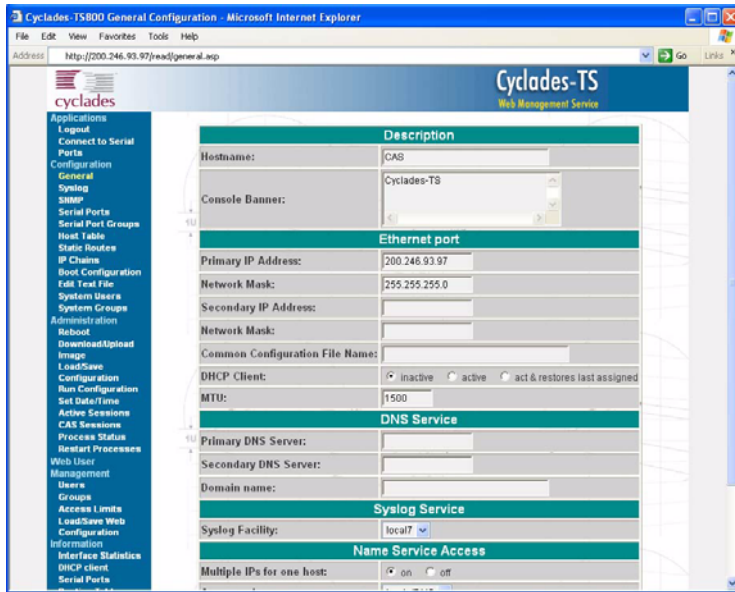 Cyclades-TS800 General Configuration - Microsoft Internet Explorer
File Edit View Favorites Tools Help
Address http://200.246.93.97/read/general.asp Go Links
cyclades
Cyclades-TS
Web Management Service
Applications
Logout
Connect to Serial
Ports
Configuration
General
Syslog
SNMP
Serial Ports
Serial Port Groups
Host Table
Static Routes
IP Chains
Boot Configuration
Edit Text File
System Users
System Groups
Administration
Reboot
Download/Upload
Image
Load/Save
Configuration
Run Configuration
Set Date/Time
Active Sessions
CAS Sessions
Process Status
Restart Processes
Web User
Management
Users
Groups
Access Limits
Load/Save Web
Configuration
Information
Interface Statistics
DHCP client
Serial Ports
Description
Hostname: CAS
Console Banner: Cyclades-TS
Ethernet port
Primary IP Address: 200.246.93.97
Network Mask: 255.255.255.0
Secondary IP Address:
Network Mask:
Common Configuration File Name:
DHCP Client: inactive active act & restores last assigned
MTU: 1500
DNS Service
Primary DNS Server:
Secondary DNS Server:
Domain name:
Syslog Service
Syslog Facility: local7
Name Service Access
Multiple IPs for one host: on off
1U
1U